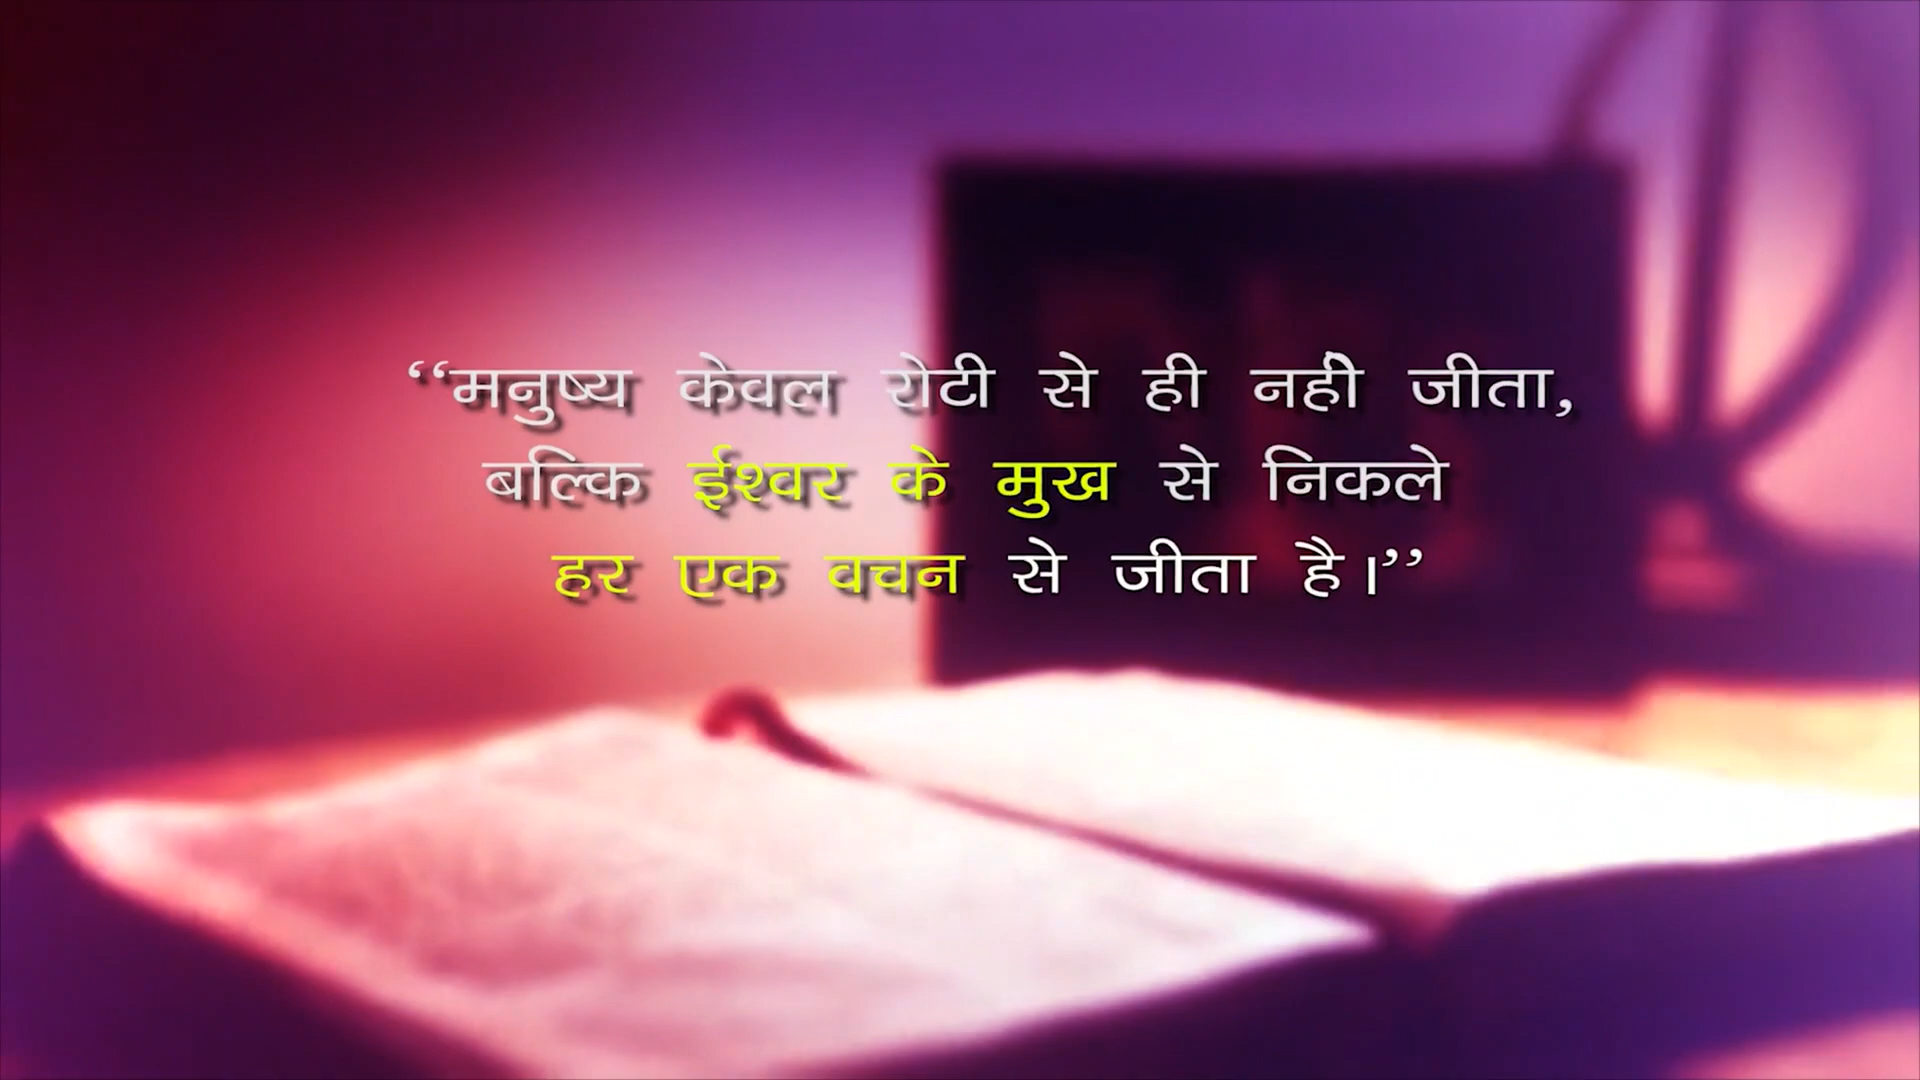 “मनुष्य केवल रोटी से ही नहीं जीता,
बल्कि ईश्वर के मुख से निकले
हर एक वचन से जीता है।”